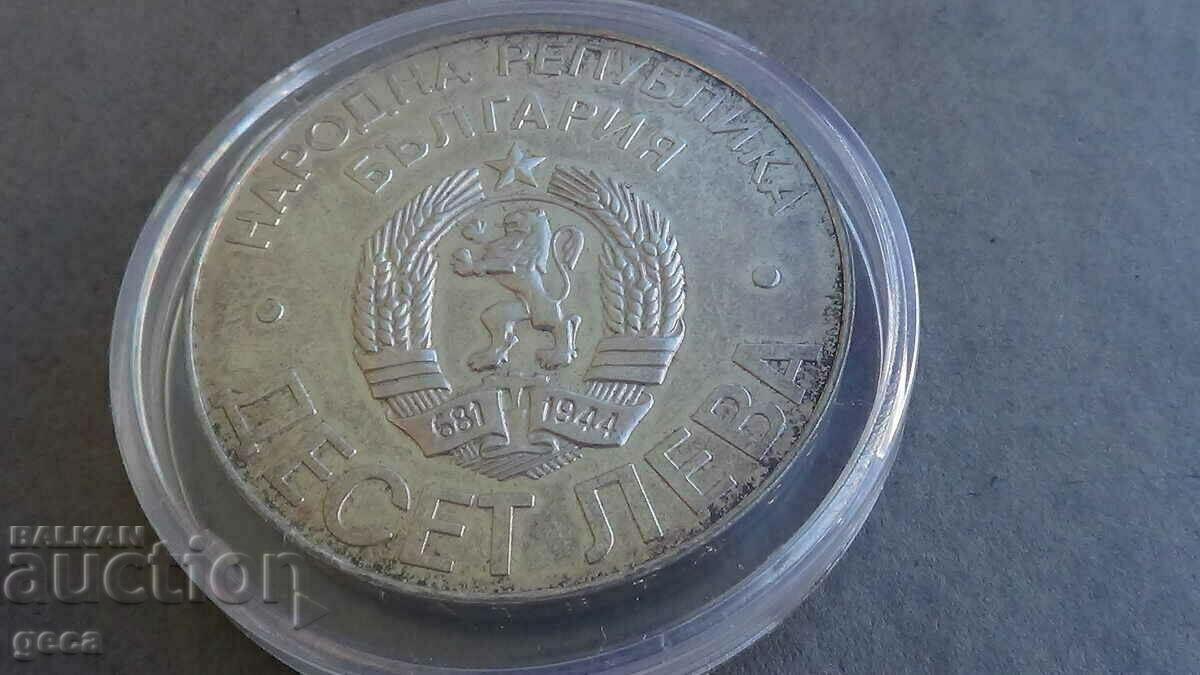 НАРОДНА РЕПУБЛИКА
БЪЛГАРИЯ
681 1944
ДЕСЕТ ЛЕВА
BALKAN
auction
geca